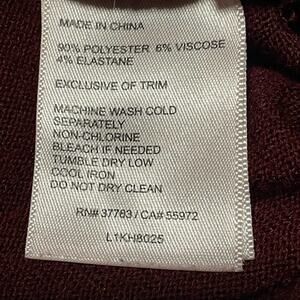 MADE IN CHINA
90% POLYESTER 6% VISCOSE
4% ELASTANE
EXCLUSIVE OF TRIM
MACHINE WASH COLD
SEPARATELY
NON-CHLORINE
BLEACH IF NEEDED
TUMBLE DRY LOW
COOL IRON
DO NOT DRY CLEAN
RN# 37763 / CA# 55972
L1KH8025